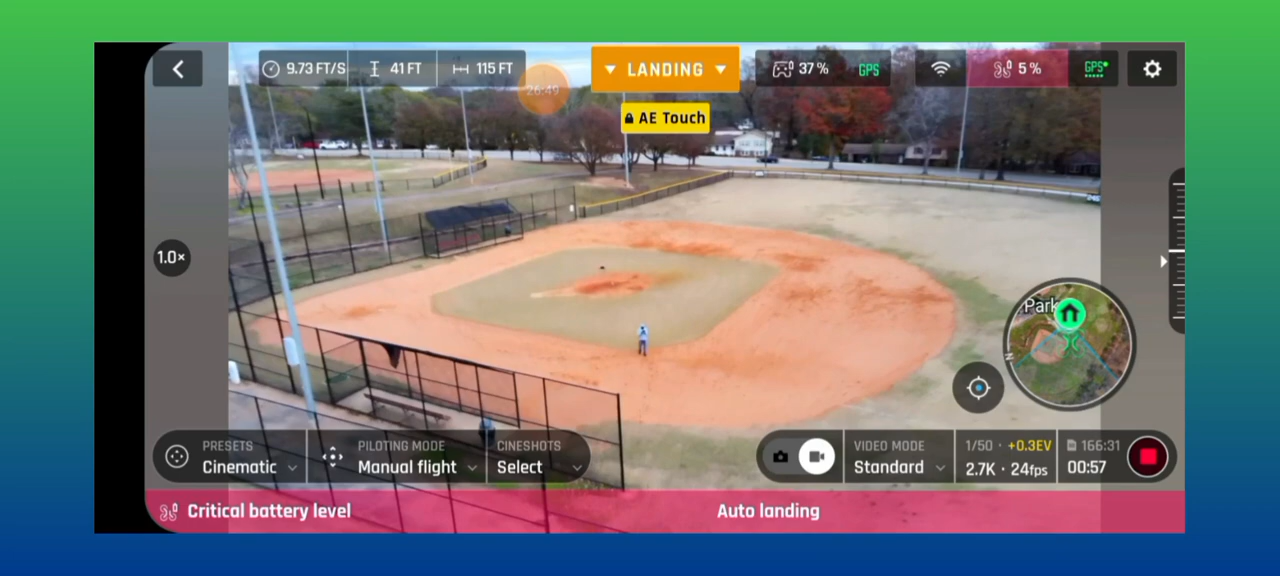 9.73 FT/S
41 FT
115 FT
LANDING
37 %
GPS
5 %
GPS
26:49
AE Touch
1.0×
Park
N
PRESETS
Cinematic
PILOTING MODE
Manual flight
CINESHOTS
Select
VIDEO MODE
Standard
1/50 · +0.3EV
2.7K · 24fps
166:31
00:57
Critical battery level
Auto landing